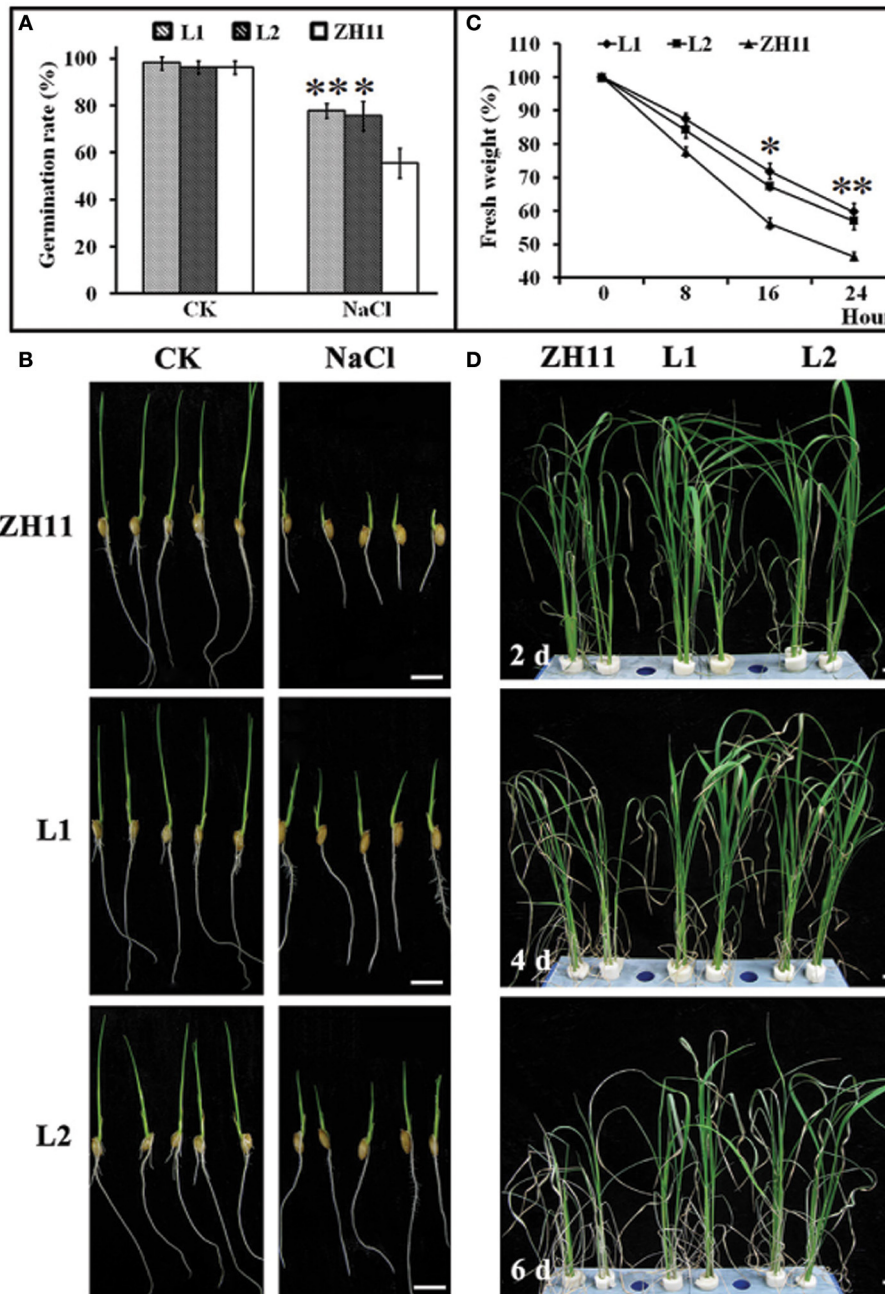 A
L1 L2 ZH11
Germination rate (%)
100
80
60
40
20
0
** *
CK NaCl
C
L1 L2 ZH11
Fresh weight (%)
110
100
90
80
70
60
50
40
*
**
0 8 16 24
Hour
B
CK NaCl
ZH11
L1
L2
D
ZH11 L1 L2
2 d
4 d
6 d